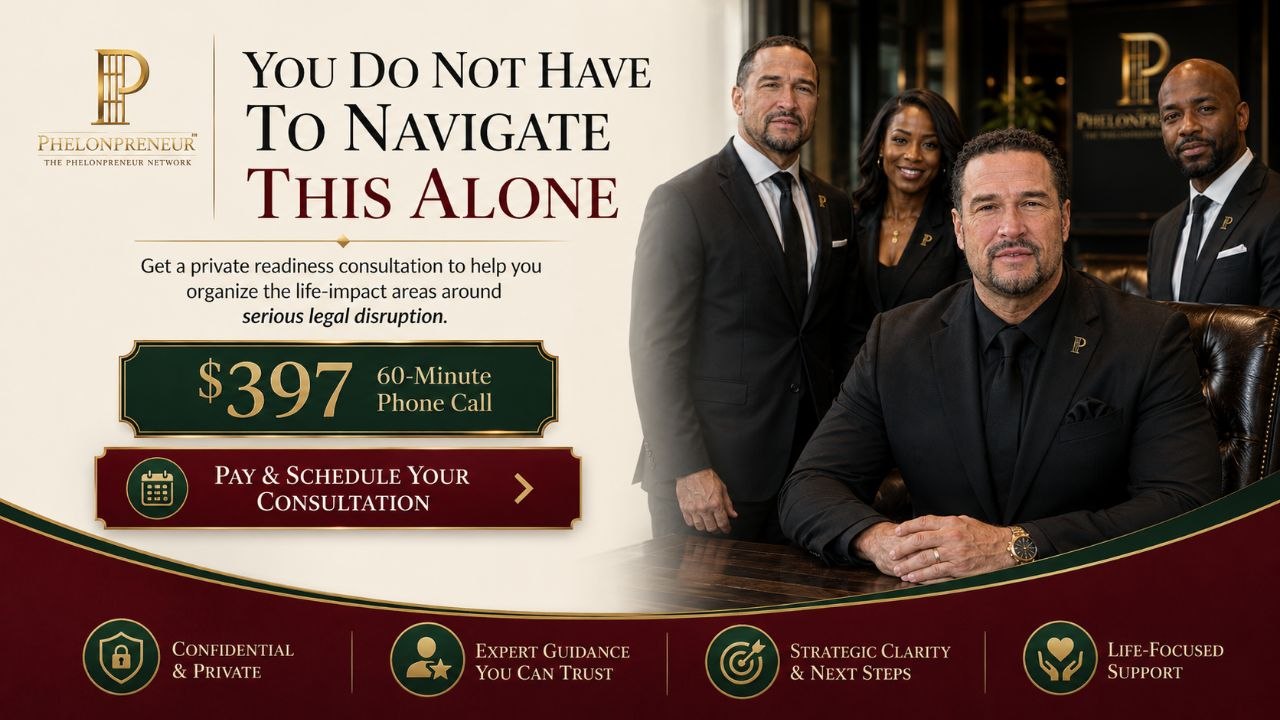 P
PHELONPRENEUR™
THE PHELONPRENEUR NETWORK
YOU DO NOT HAVE
TO NAVIGATE
THIS ALONE
Get a private readiness consultation to help you
organize the life-impact areas around
serious legal disruption.
$397
60-Minute
Phone Call
PAY & SCHEDULE YOUR
CONSULTATION
P
P
P
P
P
CONFIDENTIAL
& PRIVATE
EXPERT GUIDANCE
YOU CAN TRUST
STRATEGIC CLARITY
& NEXT STEPS
LIFE-FOCUSED
SUPPORT